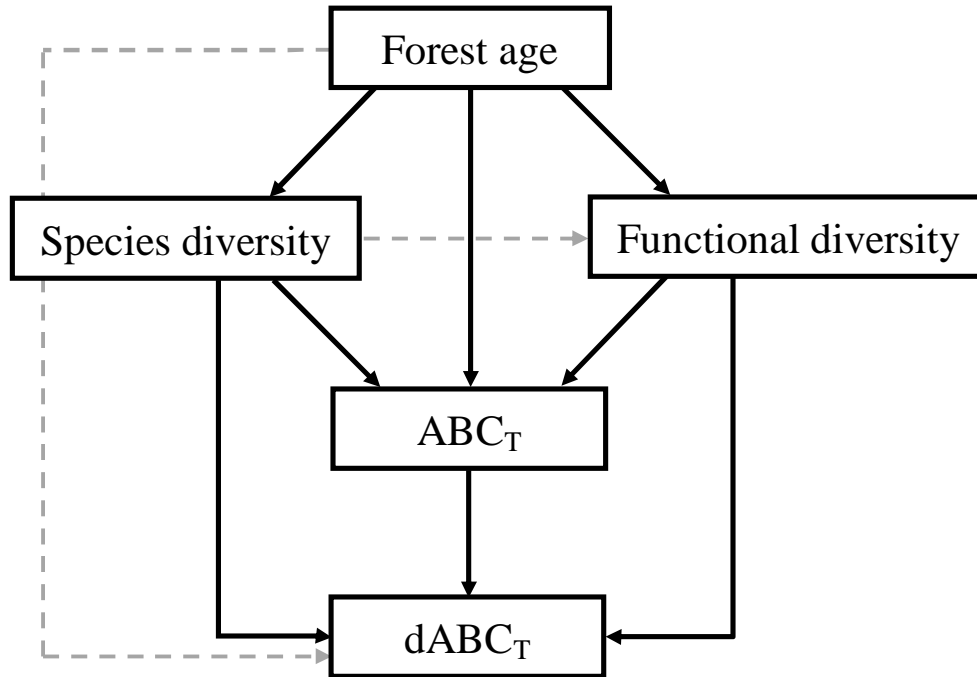 Forest age
Species diversity
Functional diversity
ABC_T
dABC_T